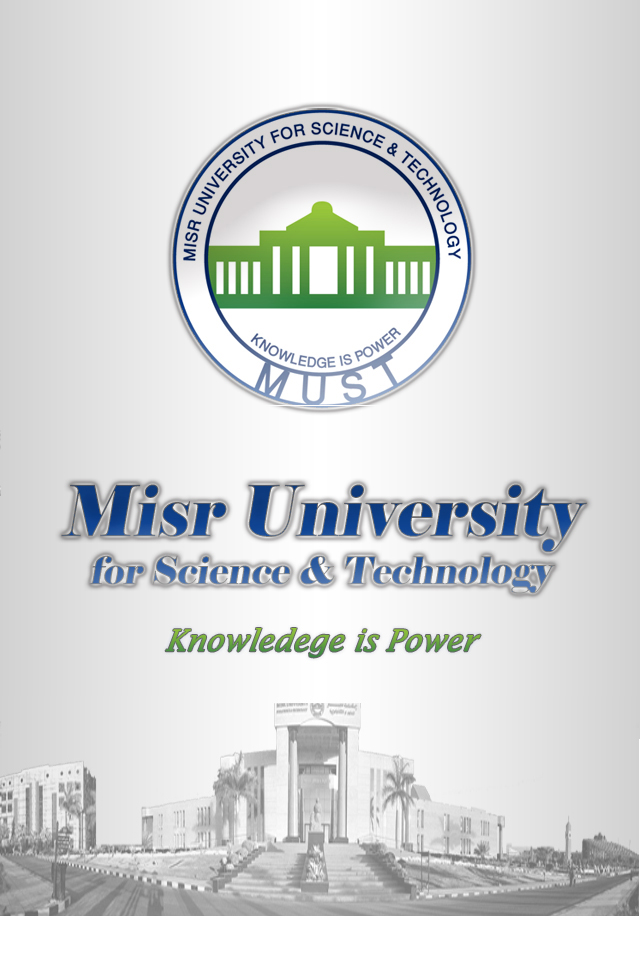 MISR UNIVERSITY FOR SCIENCE & TECHNOLOGY
KNOWLEDGE IS POWER
MUST
Misr University
for Science & Technology
Knowledege is Power